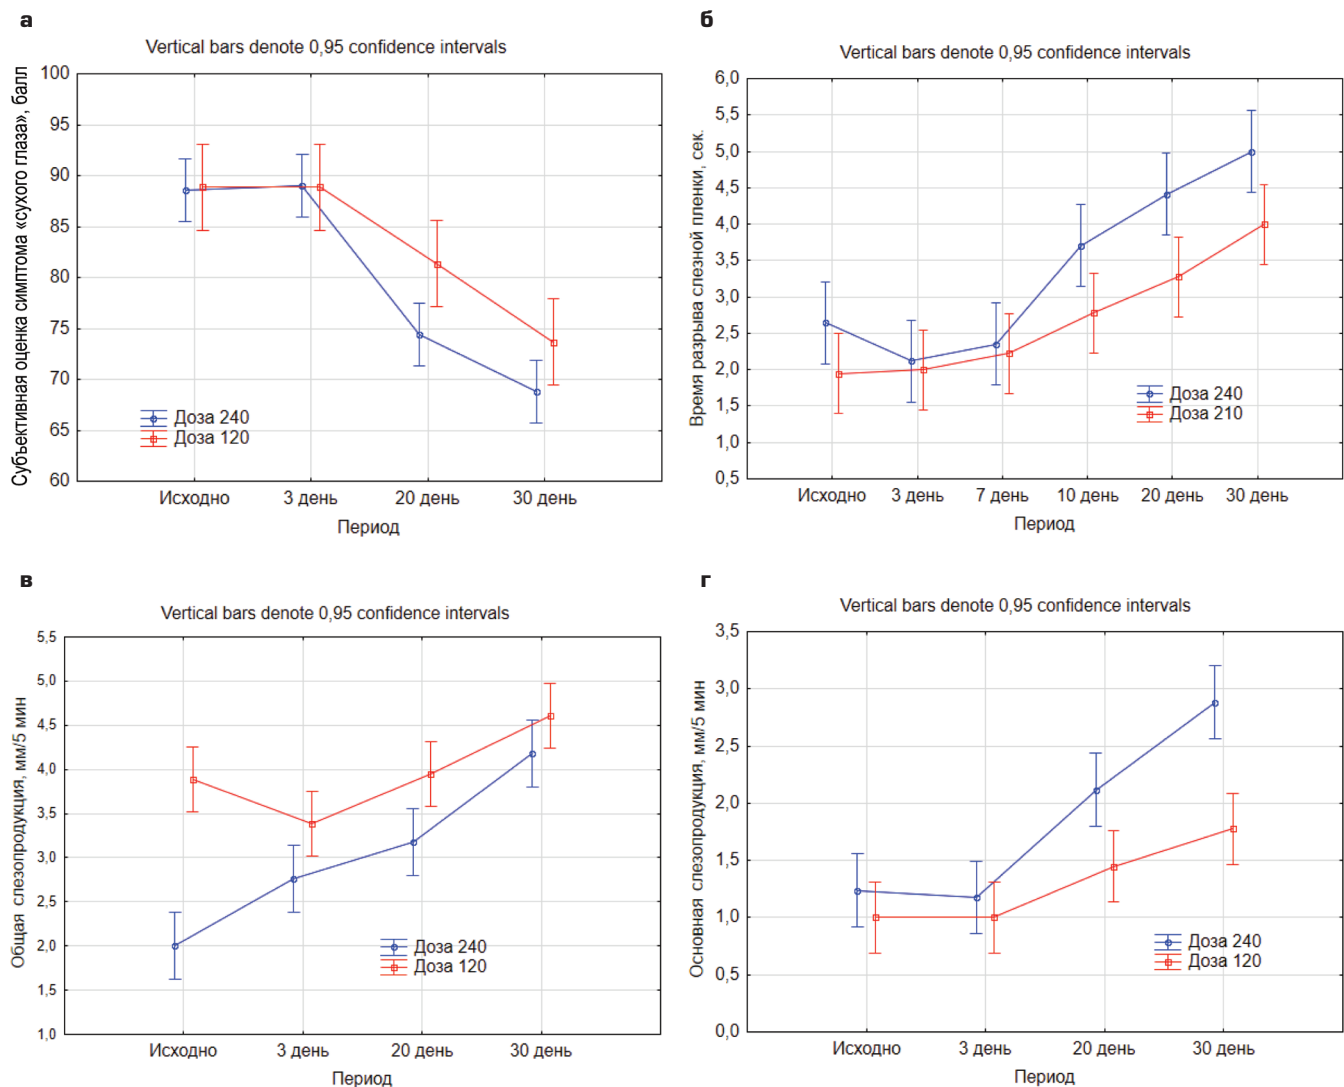 а
Vertical bars denote 0,95 confidence intervals
Субъективная оценка симптома «сухого глаза», балл
100
95
90
85
80
75
70
65
60
Доза 240
Доза 120
Исходно 3 день 20 день 30 день
Период
б
Vertical bars denote 0,95 confidence intervals
Время разрыва слезной пленки, сек.
6,0
5,5
5,0
4,5
4,0
3,5
3,0
2,5
2,0
1,5
1,0
0,5
Доза 240
Доза 210
Исходно 3 день 7 день 10 день 20 день 30 день
Период
в
Vertical bars denote 0,95 confidence intervals
Общая слезопродукция, мм/5 мин
5,5
5,0
4,5
4,0
3,5
3,0
2,5
2,0
1,5
1,0
Доза 240
Доза 120
Исходно 3 день 20 день 30 день
Период
г
Vertical bars denote 0,95 confidence intervals
Основная слезопродукция, мм/5 мин
3,5
3,0
2,5
2,0
1,5
1,0
0,5
0,0
Доза 240
Доза 120
Исходно 3 день 20 день 30 день
Период